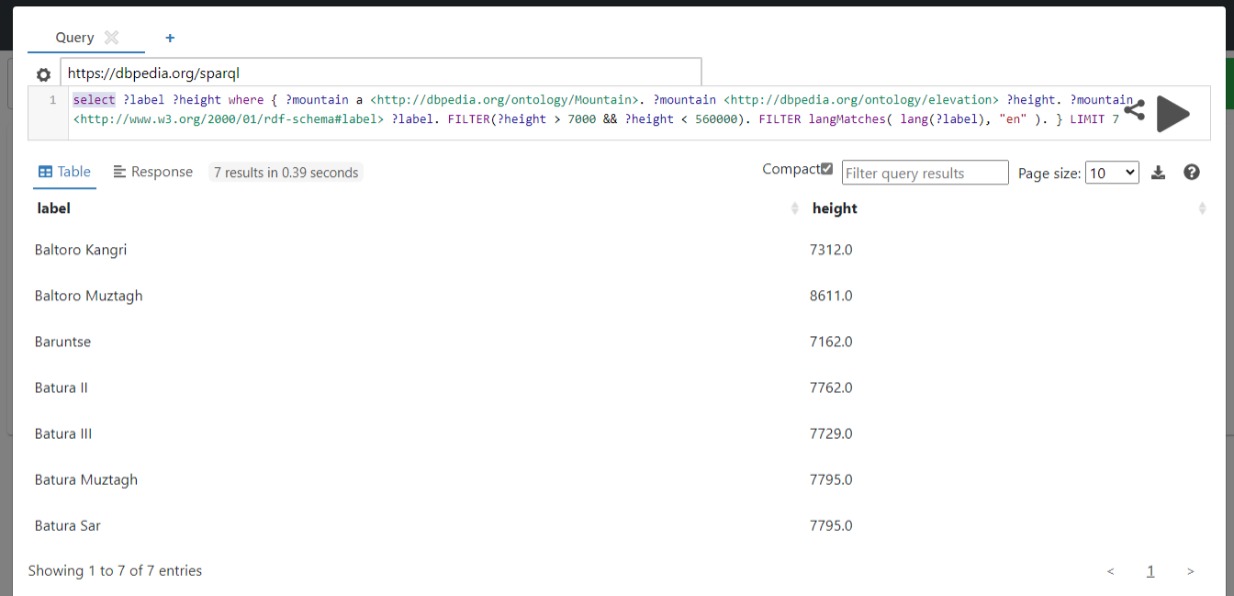 Query
+
https://dbpedia.org/sparql
1 select ?label ?height where { ?mountain a <http://dbpedia.org/ontology/Mountain>. ?mountain <http://dbpedia.org/ontology/elevation> ?height. ?mountain
<http://www.w3.org/2000/01/rdf-schema#label> ?label. FILTER(?height > 7000 && ?height < 560000). FILTER langMatches( lang(?label), "en" ). } LIMIT 7
Table Response 7 results in 0.39 seconds Compact Filter query results Page size: 10
label height
Baltoro Kangri 7312.0
Baltoro Muztagh 8611.0
Baruntse 7162.0
Batura II 7762.0
Batura III 7729.0
Batura Muztagh 7795.0
Batura Sar 7795.0
Showing 1 to 7 of 7 entries < 1 >